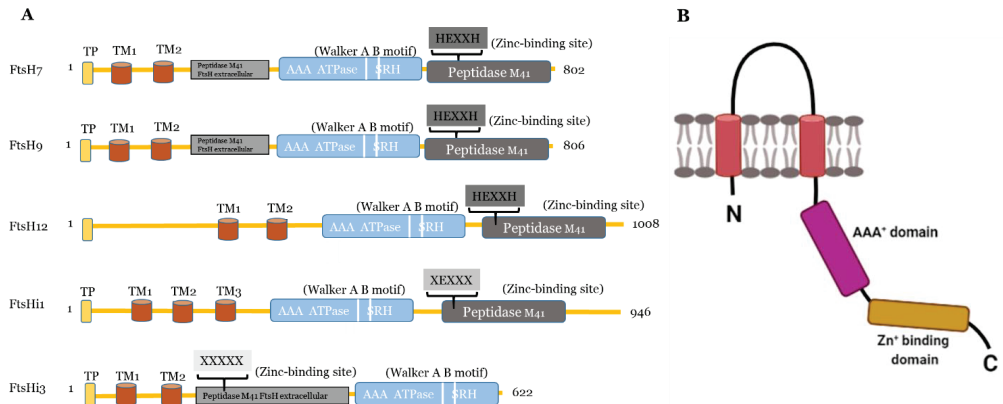 A
B
TP TM1 TM2 (Walker A B motif) HEXXH (Zinc-binding site)
FtsH7 1 Peptidase M41 FtsH extracellular AAA ATPase SRH Peptidase M41 802
TP TM1 TM2 (Walker A B motif) HEXXH (Zinc-binding site)
FtsH9 1 Peptidase M41 FtsH extracellular AAA ATPase SRH Peptidase M41 806
TP TM1 TM2 (Walker A B motif) HEXXH (Zinc-binding site)
FtsH12 1 AAA ATPase SRH Peptidase M41 1008
TP TM1 TM2 TM3 (Walker A B motif) XEXXX (Zinc-binding site)
FtsHi1 1 AAA ATPase SRH Peptidase M41 946
TP TM1 TM2 XXXXX (Zinc-binding site) (Walker A B motif)
FtsHi3 1 Peptidase M41 FtsH extracellular AAA ATPase SRH 622
N
AAA⁺ domain
Zn⁺ binding
domain
C